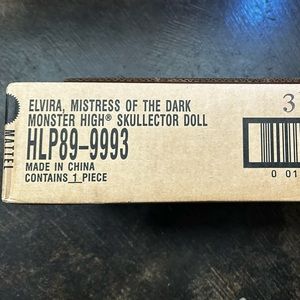 ELVIRA, MISTRESS OF THE DARK
MONSTER HIGH® SKULLECTOR DOLL
HLP89-9993
MADE IN CHINA
CONTAINS 1 PIECE
MATTEL
3
0 01